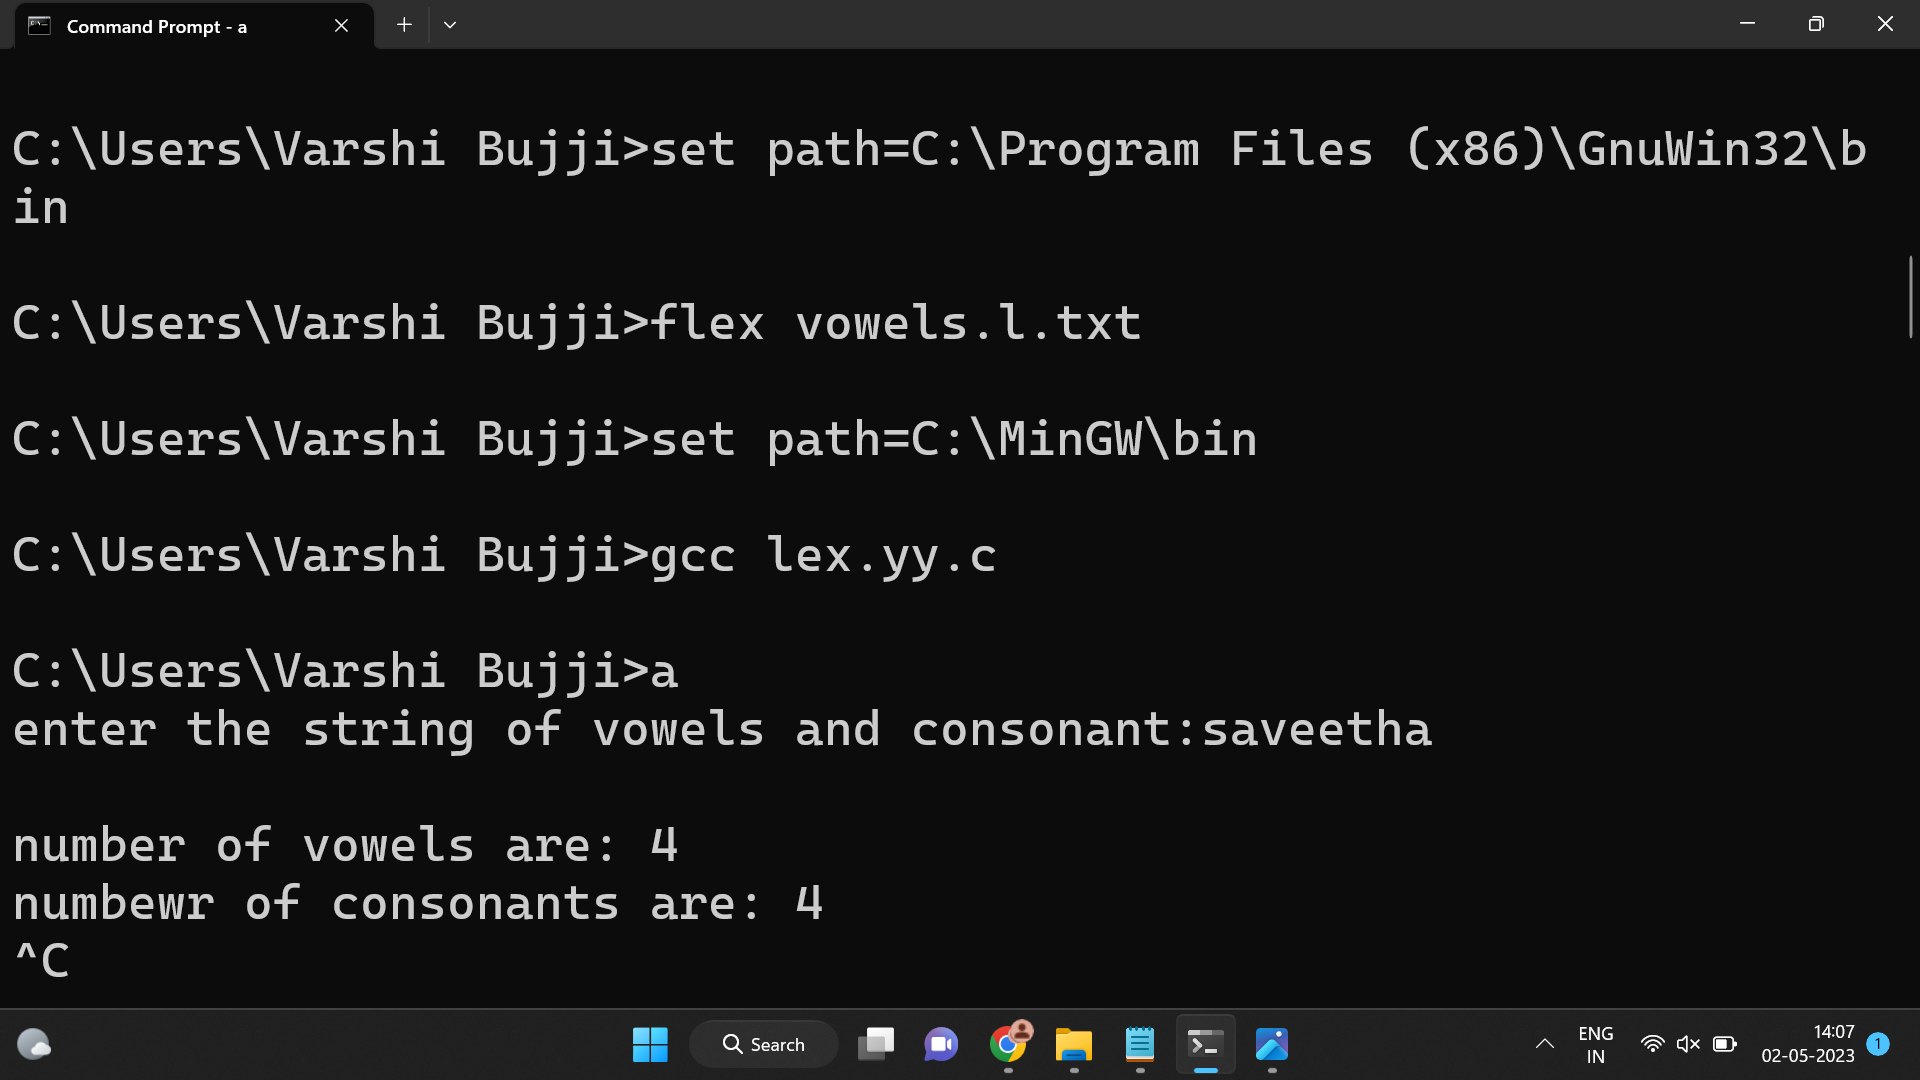 Command Prompt - a
C:\Users\Varshi Bujji>set path=C:\Program Files (x86)\GnuWin32\b
in
C:\Users\Varshi Bujji>flex vowels.l.txt
C:\Users\Varshi Bujji>set path=C:\MinGW\bin
C:\Users\Varshi Bujji>gcc lex.yy.c
C:\Users\Varshi Bujji>a
enter the string of vowels and consonant:saveetha
number of vowels are: 4
numbewr of consonants are: 4
^C
Search
ENG
IN
14:07
02-05-2023
1